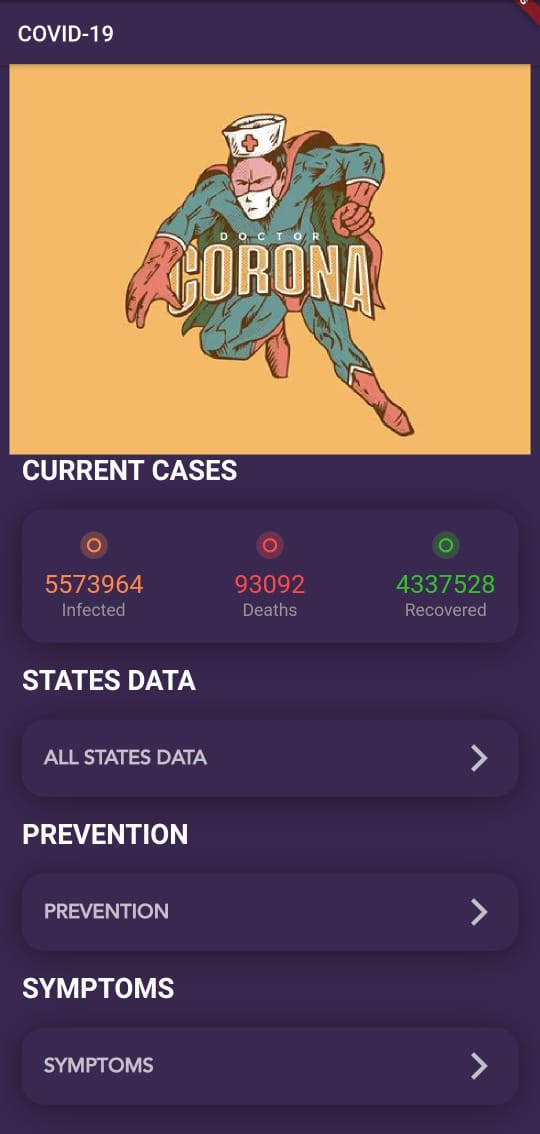 COVID-19
DOCTOR
CORONA
CURRENT CASES
5573964 93092 4337528
Infected Deaths Recovered
STATES DATA
ALL STATES DATA
PREVENTION
PREVENTION
SYMPTOMS
SYMPTOMS